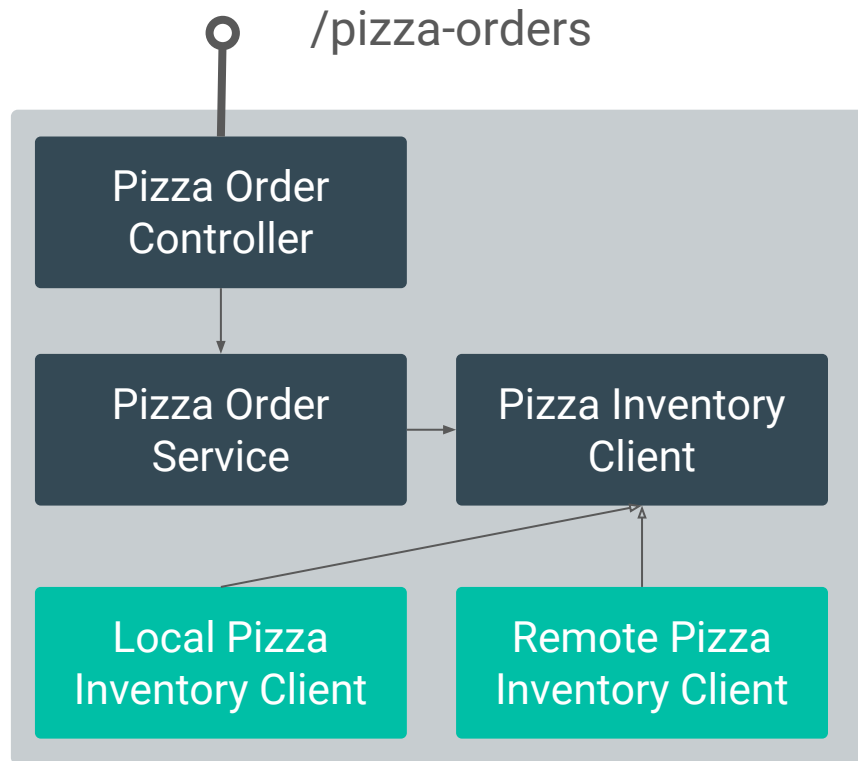 /pizza-orders
Pizza Order
Controller
Pizza Order
Service
Pizza Inventory
Client
Local Pizza
Inventory Client
Remote Pizza
Inventory Client